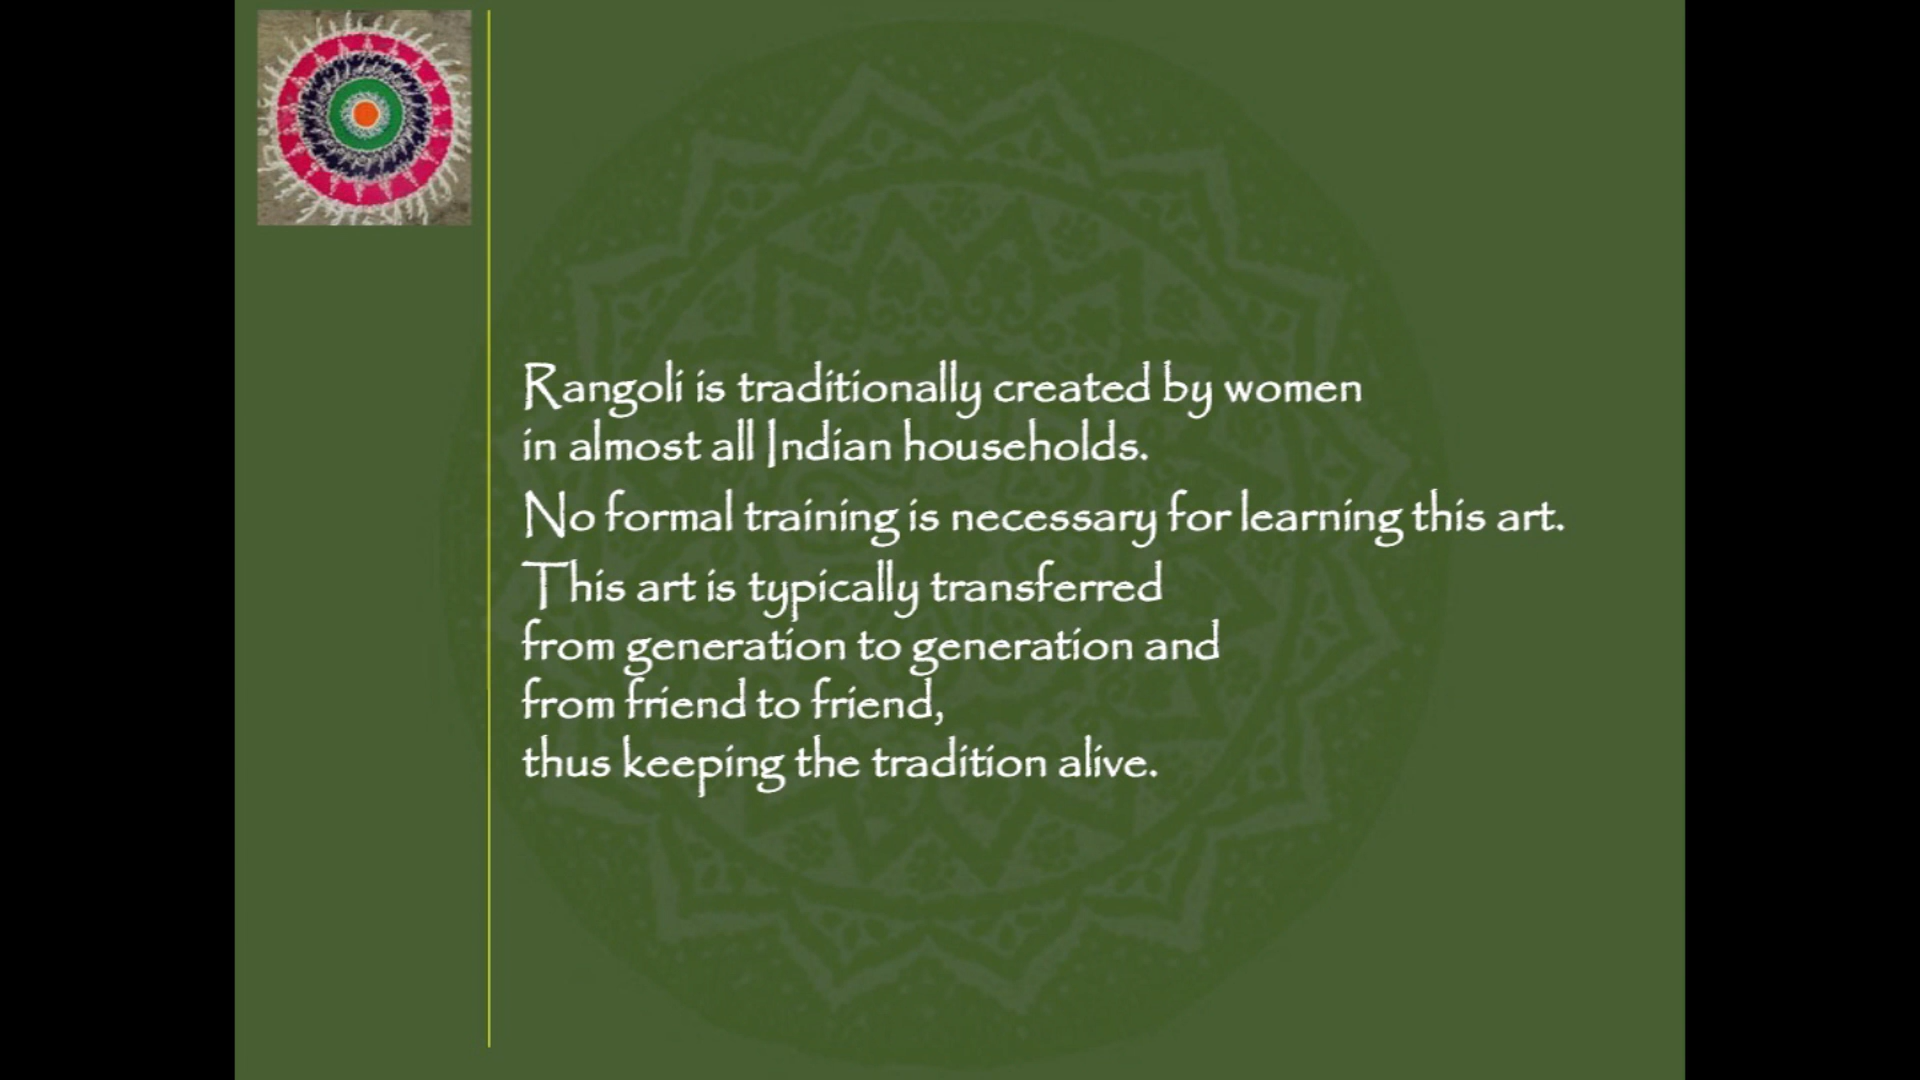 Rangoli is traditionally created by women
in almost all Indian households.
No formal training is necessary for learning this art.
This art is typically transferred
from generation to generation and
from friend to friend,
thus keeping the tradition alive.